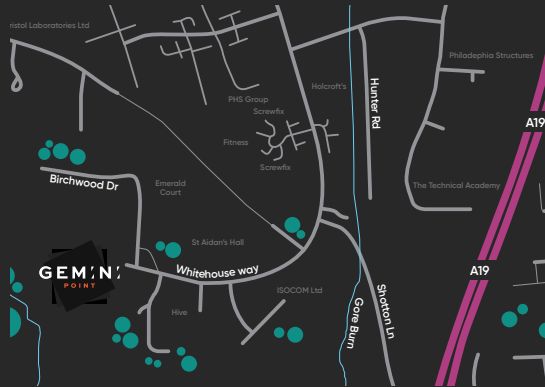 ristol Laboratories Ltd
Philadephia Structures
Holcroft's
Hunter Rd
PHS Group
Screwfix
A19
Fitness
Screwfix
Birchwood Dr
Emerald
Court
The Technical Academy
St Aidan's Hall
GEMINI
POINT
Whitehouse way
A19
ISOCOM Ltd
Hive
Gore Burn
Shotton Ln